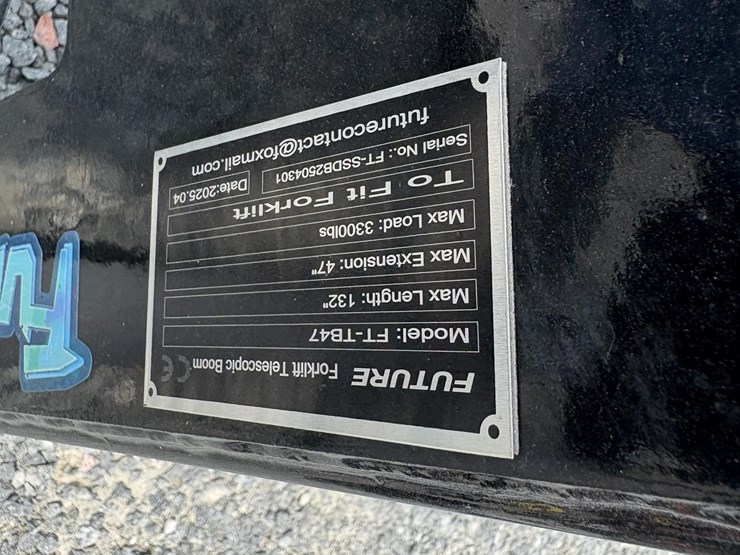 FUTURE Forklift Telescopic Boom CE
Model: FT-TB47
Max Length: 132"
Max Extension: 47"
Max Load: 3300lbs
To Fit Forklift
Serial No.: FT-SSDB2504301 Date:2025.04
futurecontact@foxmail.com